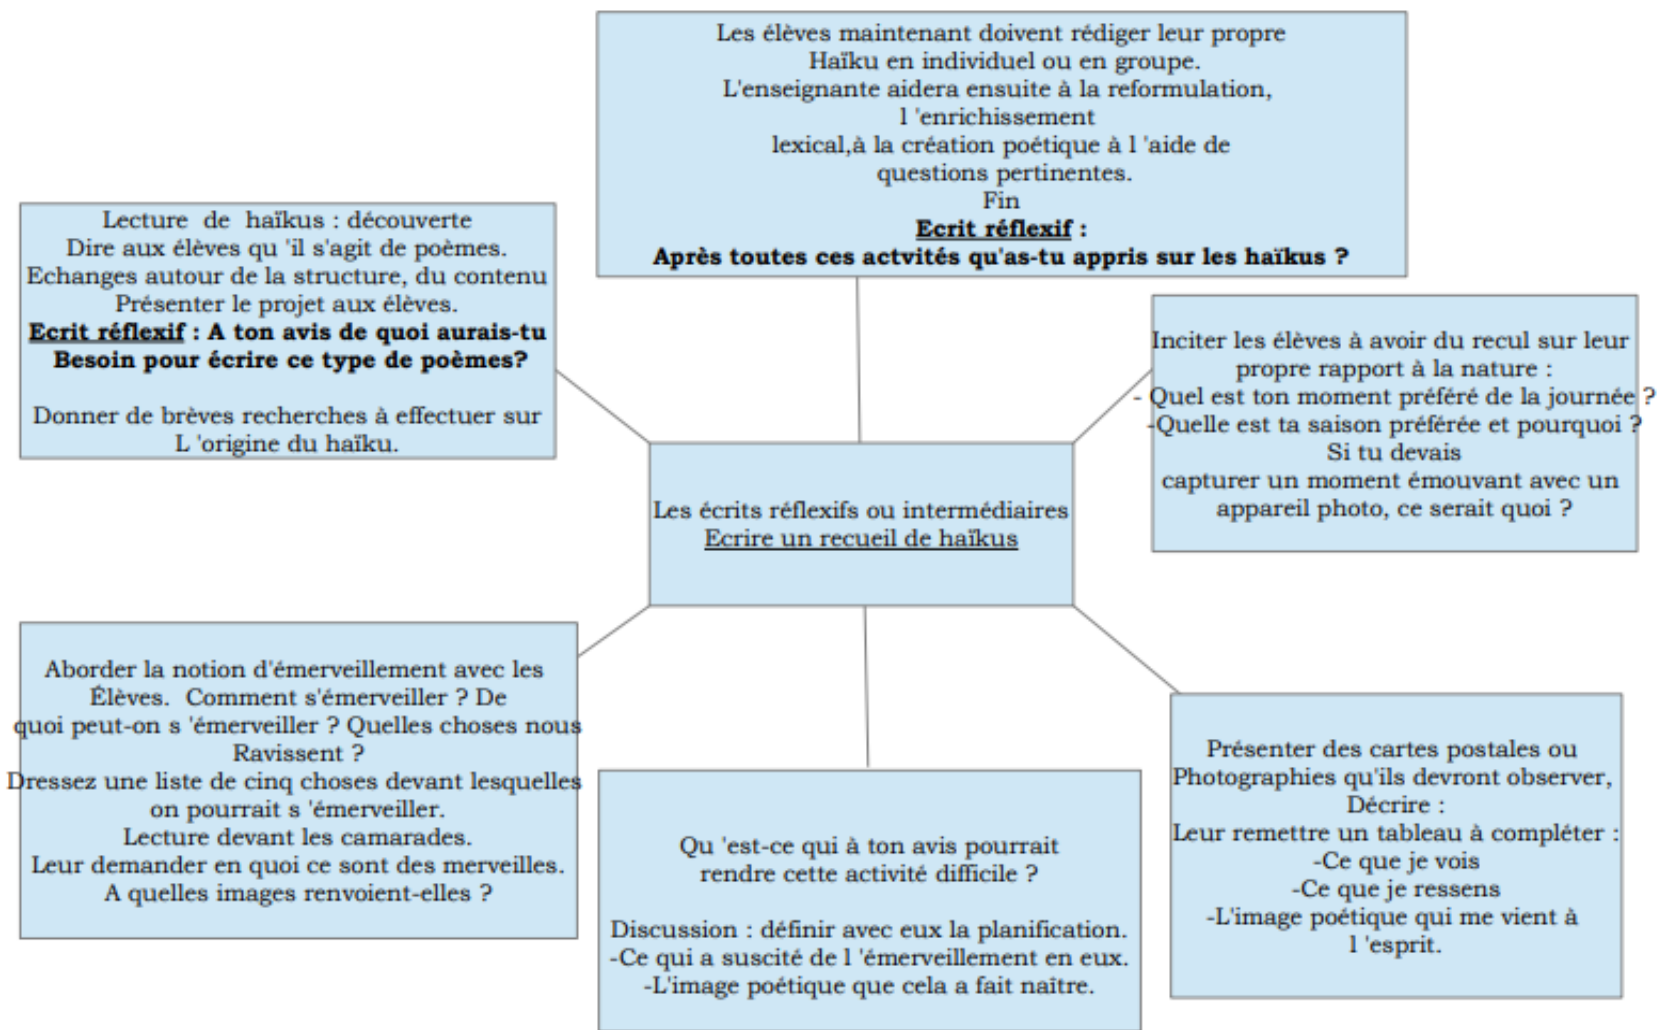 Les élèves maintenant doivent rédiger leur propre
Haïku en individuel ou en groupe.
L'enseignante aidera ensuite à la reformulation,
l 'enrichissement
lexical,à la création poétique à l 'aide de
questions pertinentes.
Fin
Ecrit réflexif :
Après toutes ces actvités qu'as-tu appris sur les haïkus ?
Lecture de haïkus : découverte
Dire aux élèves qu 'il s'agit de poèmes.
Echanges autour de la structure, du contenu
Présenter le projet aux élèves.
Ecrit réflexif : A ton avis de quoi aurais-tu
Besoin pour écrire ce type de poèmes?
Donner de brèves recherches à effectuer sur
L 'origine du haïku.
Inciter les élèves à avoir du recul sur leur
propre rapport à la nature :
- Quel est ton moment préféré de la journée ?
-Quelle est ta saison préférée et pourquoi ?
Si tu devais
capturer un moment émouvant avec un
appareil photo, ce serait quoi ?
Les écrits réflexifs ou intermédiaires
Ecrire un recueil de haïkus
Aborder la notion d'émerveillement avec les
Élèves. Comment s'émerveiller ? De
quoi peut-on s 'émerveiller ? Quelles choses nous
Ravissent ?
Dressez une liste de cinq choses devant lesquelles
on pourrait s 'émerveiller.
Lecture devant les camarades.
Leur demander en quoi ce sont des merveilles.
A quelles images renvoient-elles ?
Qu 'est-ce qui à ton avis pourrait
rendre cette activité difficile ?
Discussion : définir avec eux la planification.
-Ce qui a suscité de l 'émerveillement en eux.
-L'image poétique que cela a fait naître.
Présenter des cartes postales ou
Photographies qu'ils devront observer,
Décrire :
Leur remettre un tableau à compléter :
-Ce que je vois
-Ce que je ressens
-L'image poétique qui me vient à
l 'esprit.